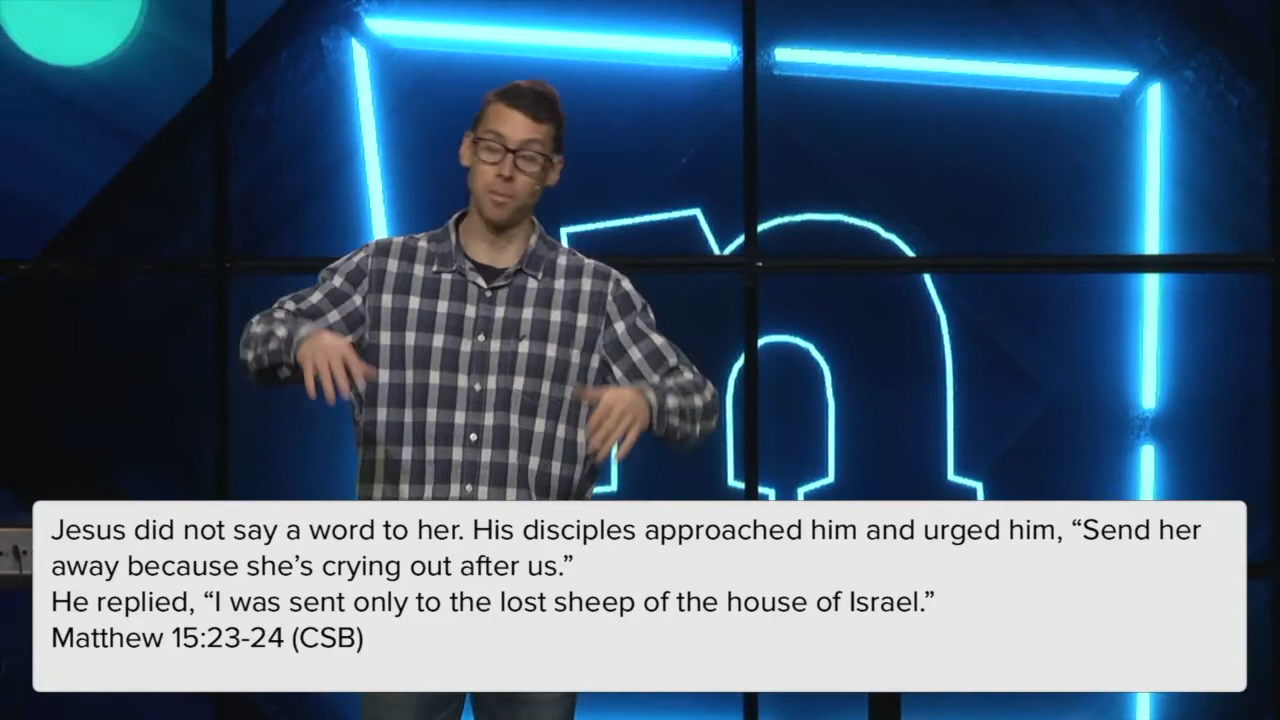 Jesus did not say a word to her. His disciples approached him and urged him, “Send her
away because she’s crying out after us.”
He replied, “I was sent only to the lost sheep of the house of Israel.”
Matthew 15:23-24 (CSB)
n